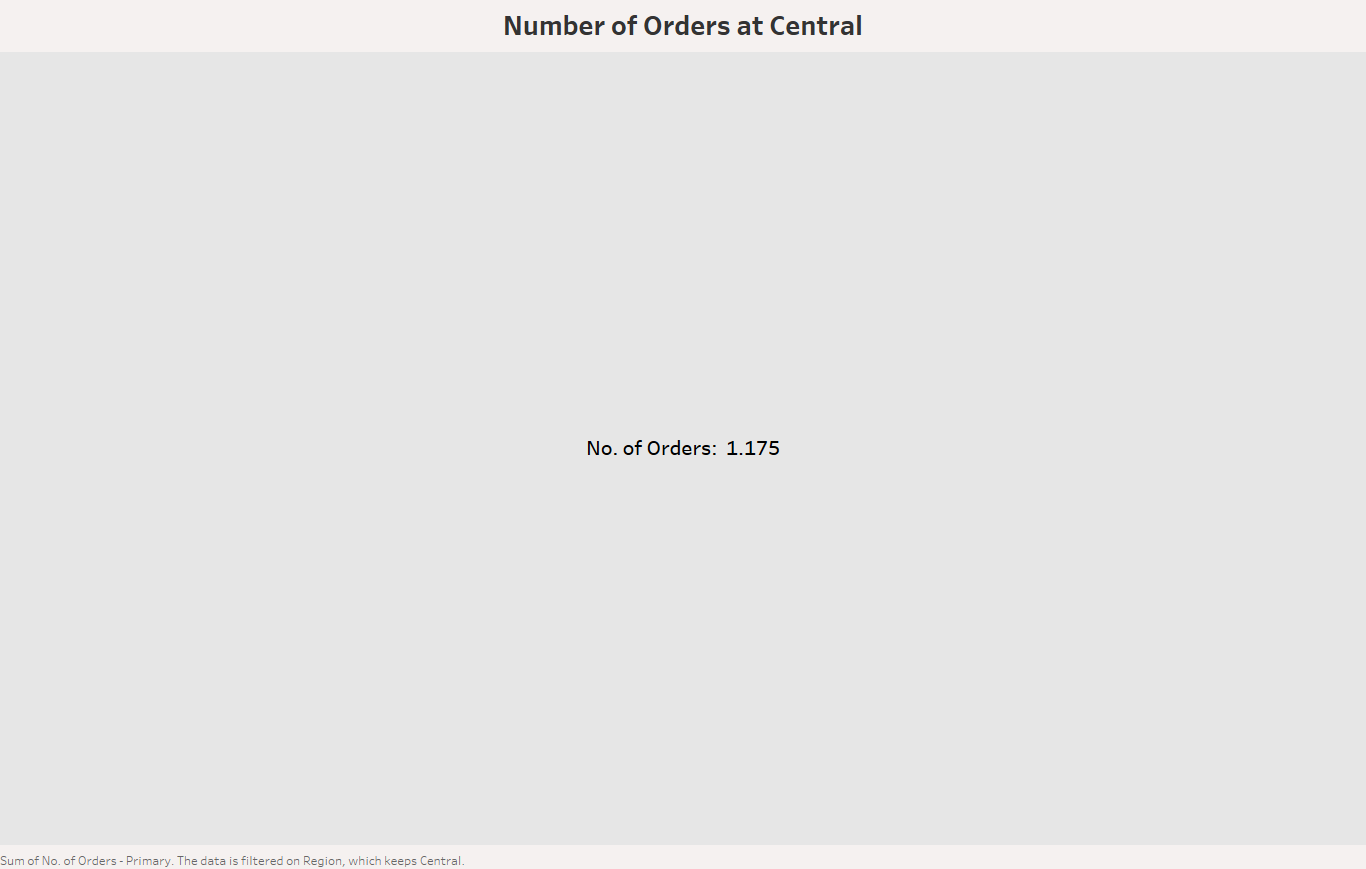 Number of Orders at Central
No. of Orders: 1.175
Sum of No. of Orders - Primary. The data is filtered on Region, which keeps Central.